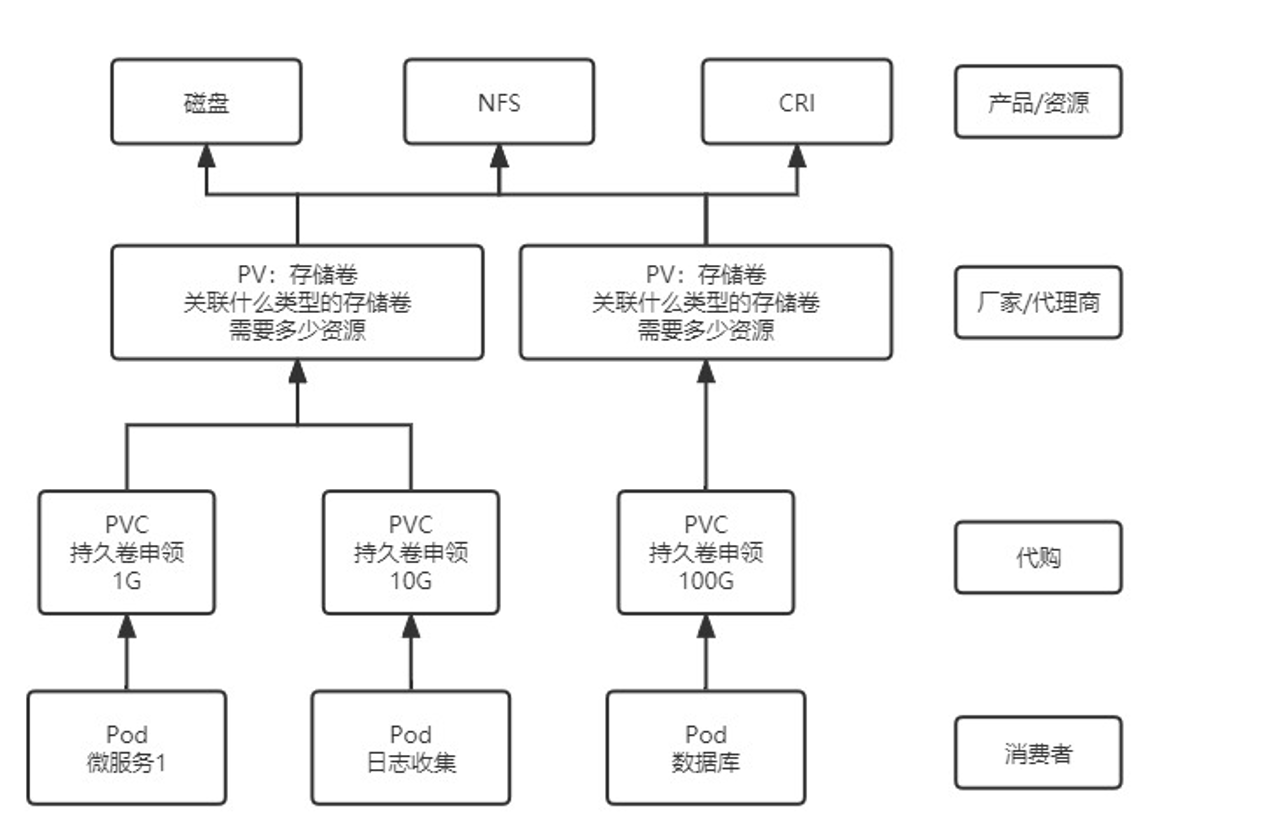 磁盘
NFS
CRI
产品/资源
PV：存储卷
关联什么类型的存储卷
需要多少资源
PV：存储卷
关联什么类型的存储卷
需要多少资源
厂家/代理商
PVC
持久卷申领
1G
PVC
持久卷申领
10G
PVC
持久卷申领
100G
代购
Pod
微服务1
Pod
日志收集
Pod
数据库
消费者